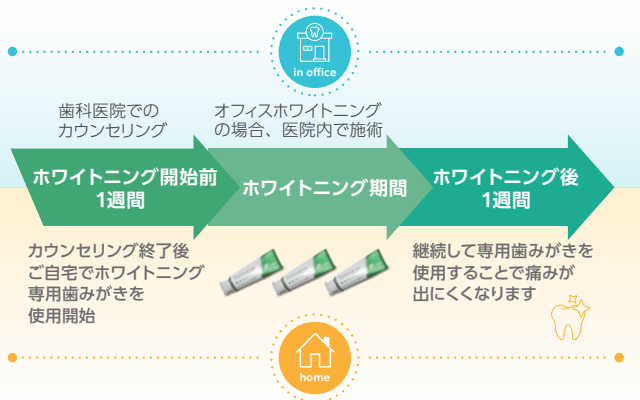 in office
歯科医院での
カウンセリング
オフィスホワイトニング
の場合、医院内で施術
ホワイトニング開始前
1週間
ホワイトニング期間
ホワイトニング後
1週間
カウンセリング終了後
ご自宅でホワイトニング
専用歯みがきを
使用開始
継続して専用歯みがきを
使用することで痛みが
出にくくなります
home